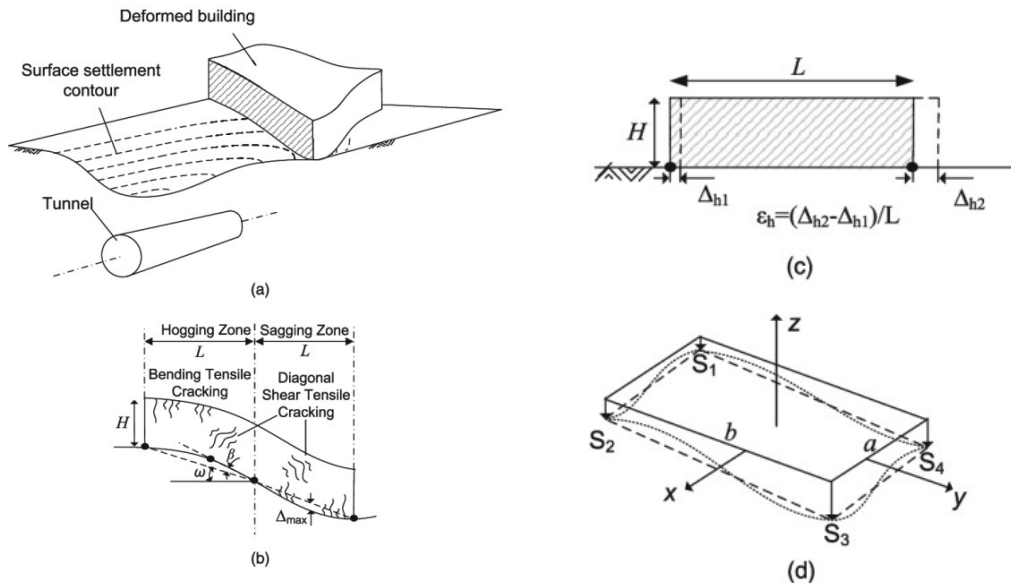 Deformed building
Surface settlement
contour
Tunnel
(a)
Hogging Zone
Sagging Zone
L
L
Bending Tensile
Cracking
Diagonal
Shear Tensile
Cracking
H
β
ω
Δmax
(b)
L
H
Δh1
Δh2
εh=(Δh2-Δh1)/L
(c)
z
S1
S2
b
a
S4
x
y
S3
(d)